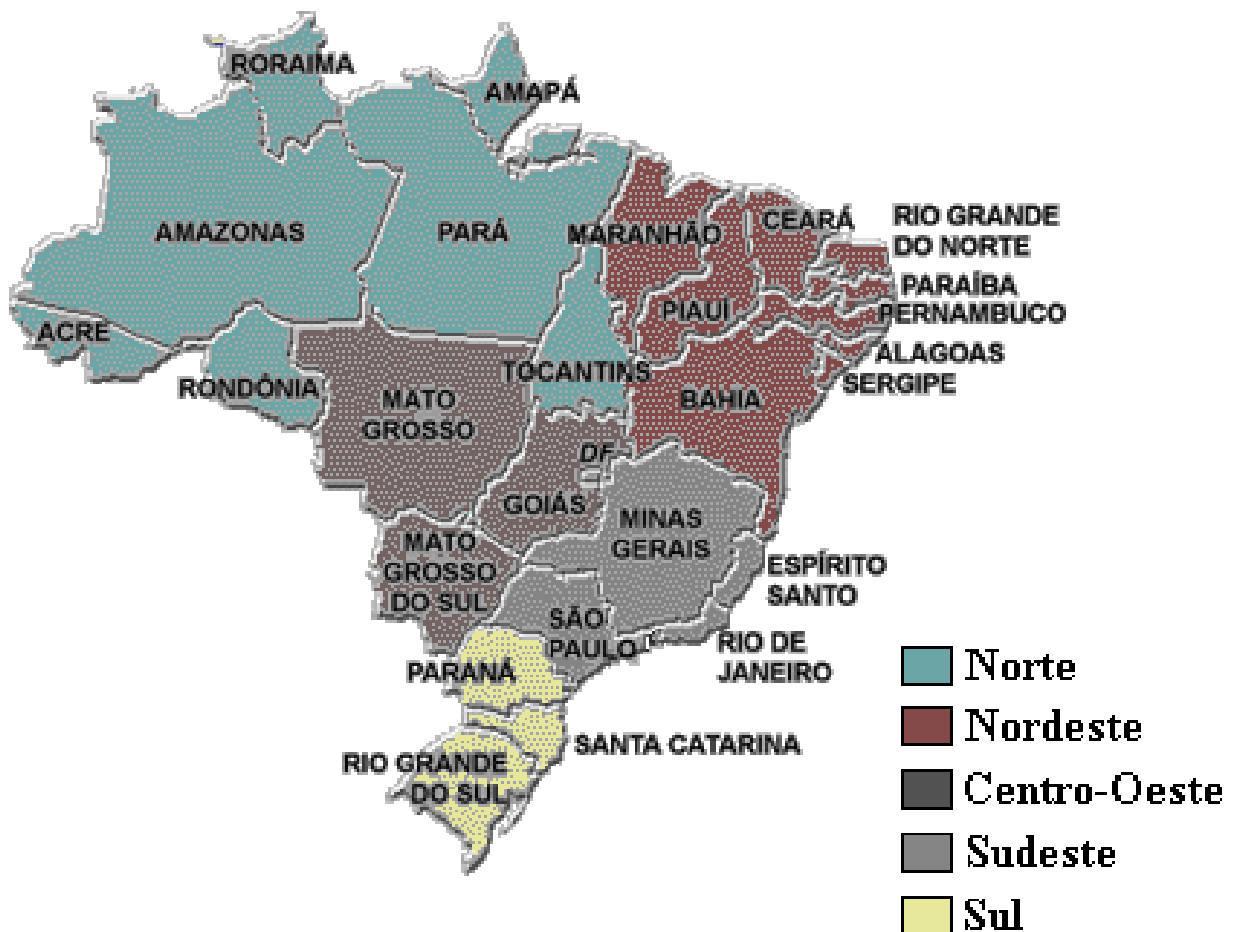 RORAIMA
AMAPÁ
AMAZONAS
PARÁ
MARANHÃO
CEARÁ
RIO GRANDE
DO NORTE
PARAÍBA
PERNAMBUCO
PIAUÍ
ACRE
ALAGOAS
SERGIPE
TOCANTINS
RONDÔNIA
BAHIA
MATO
GROSSO
DF
GOIÁS
MINAS
GERAIS
MATO
GROSSO
DO SUL
ESPÍRITO
SANTO
SÃO
PAULO
RIO DE
JANEIRO
PARANÁ
SANTA CATARINA
RIO GRANDE
DO SUL
Norte
Nordeste
Centro-Oeste
Sudeste
Sul